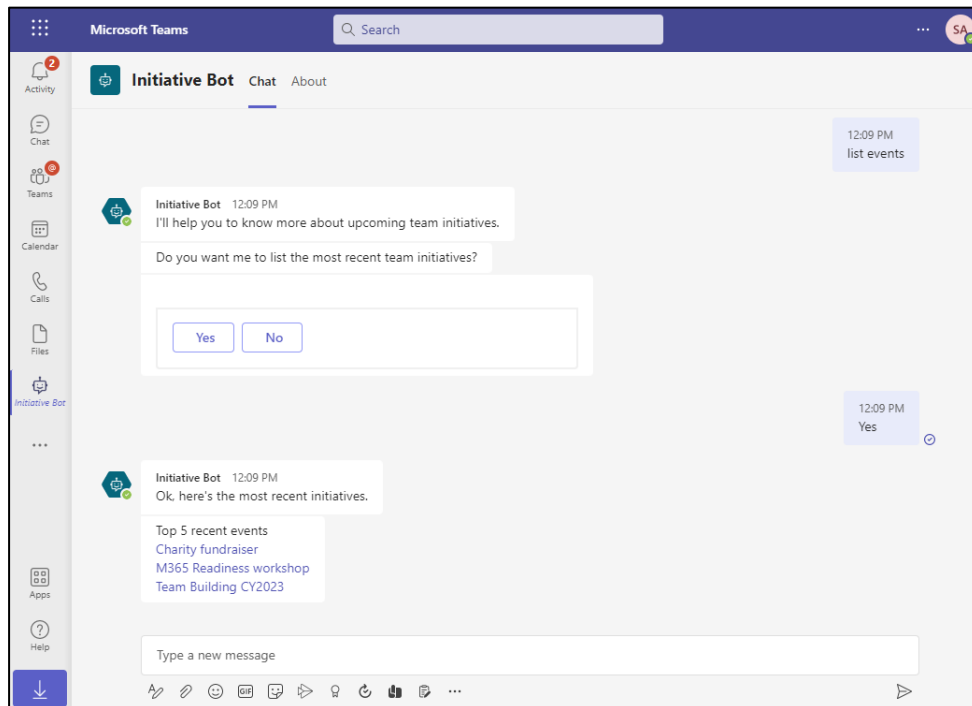 Microsoft Teams
Search
SA
2
Activity
Chat
@
Teams
Calendar
Calls
Files
Initiative Bot
Apps
Help
Initiative Bot Chat About
12:09 PM
list events
Initiative Bot 12:09 PM
I'll help you to know more about upcoming team initiatives.
Do you want me to list the most recent team initiatives?
Yes No
12:09 PM
Yes
Initiative Bot 12:09 PM
Ok, here's the most recent initiatives.
Top 5 recent events
Charity fundraiser
M365 Readiness workshop
Team Building CY2023
Type a new message
GIF